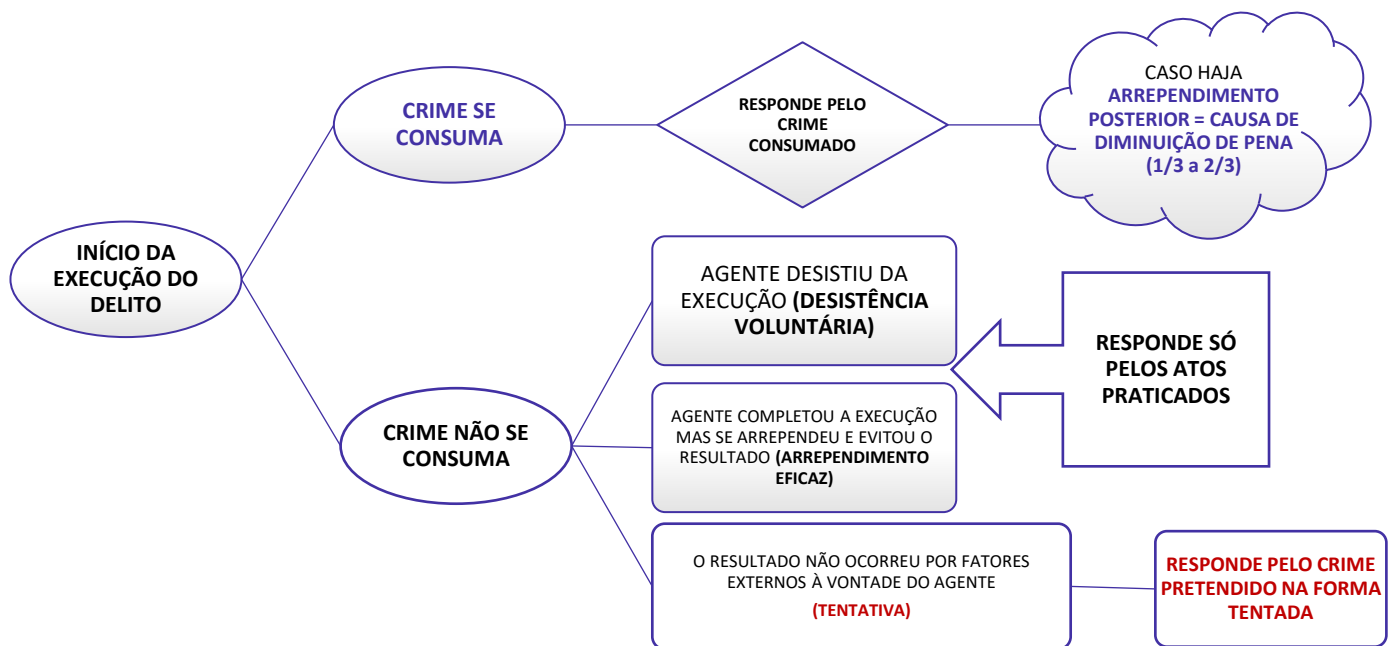 INÍCIO DA
EXECUÇÃO DO
DELITO
CRIME SE
CONSUMA
RESPONDE PELO
CRIME
CONSUMADO
CASO HAJA
ARREPENDIMENTO
POSTERIOR = CAUSA DE
DIMINUIÇÃO DE PENA
(1/3 a 2/3)
CRIME NÃO SE
CONSUMA
AGENTE DESISTIU DA
EXECUÇÃO (DESISTÊNCIA
VOLUNTÁRIA)
AGENTE COMPLETOU A EXECUÇÃO
MAS SE ARREPENDEU E EVITOU O
RESULTADO (ARREPENDIMENTO
EFICAZ)
RESPONDE SÓ
PELOS ATOS
PRATICADOS
O RESULTADO NÃO OCORREU POR FATORES
EXTERNOS À VONTADE DO AGENTE
(TENTATIVA)
RESPONDE PELO CRIME
PRETENDIDO NA FORMA
TENTADA